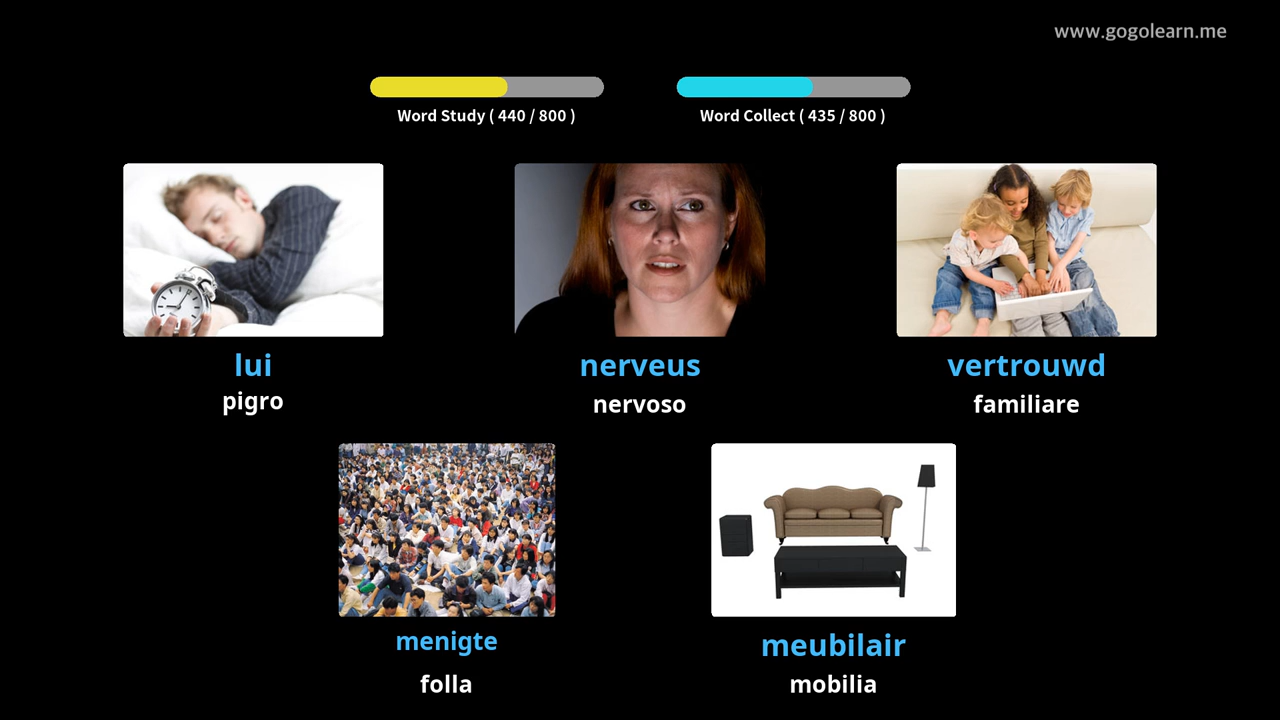 www.gogolearn.me
Word Study ( 440 / 800 )
Word Collect ( 435 / 800 )
lui
pigro
nerveus
nervoso
vertrouwd
familiare
menigte
folla
meubilair
mobilia